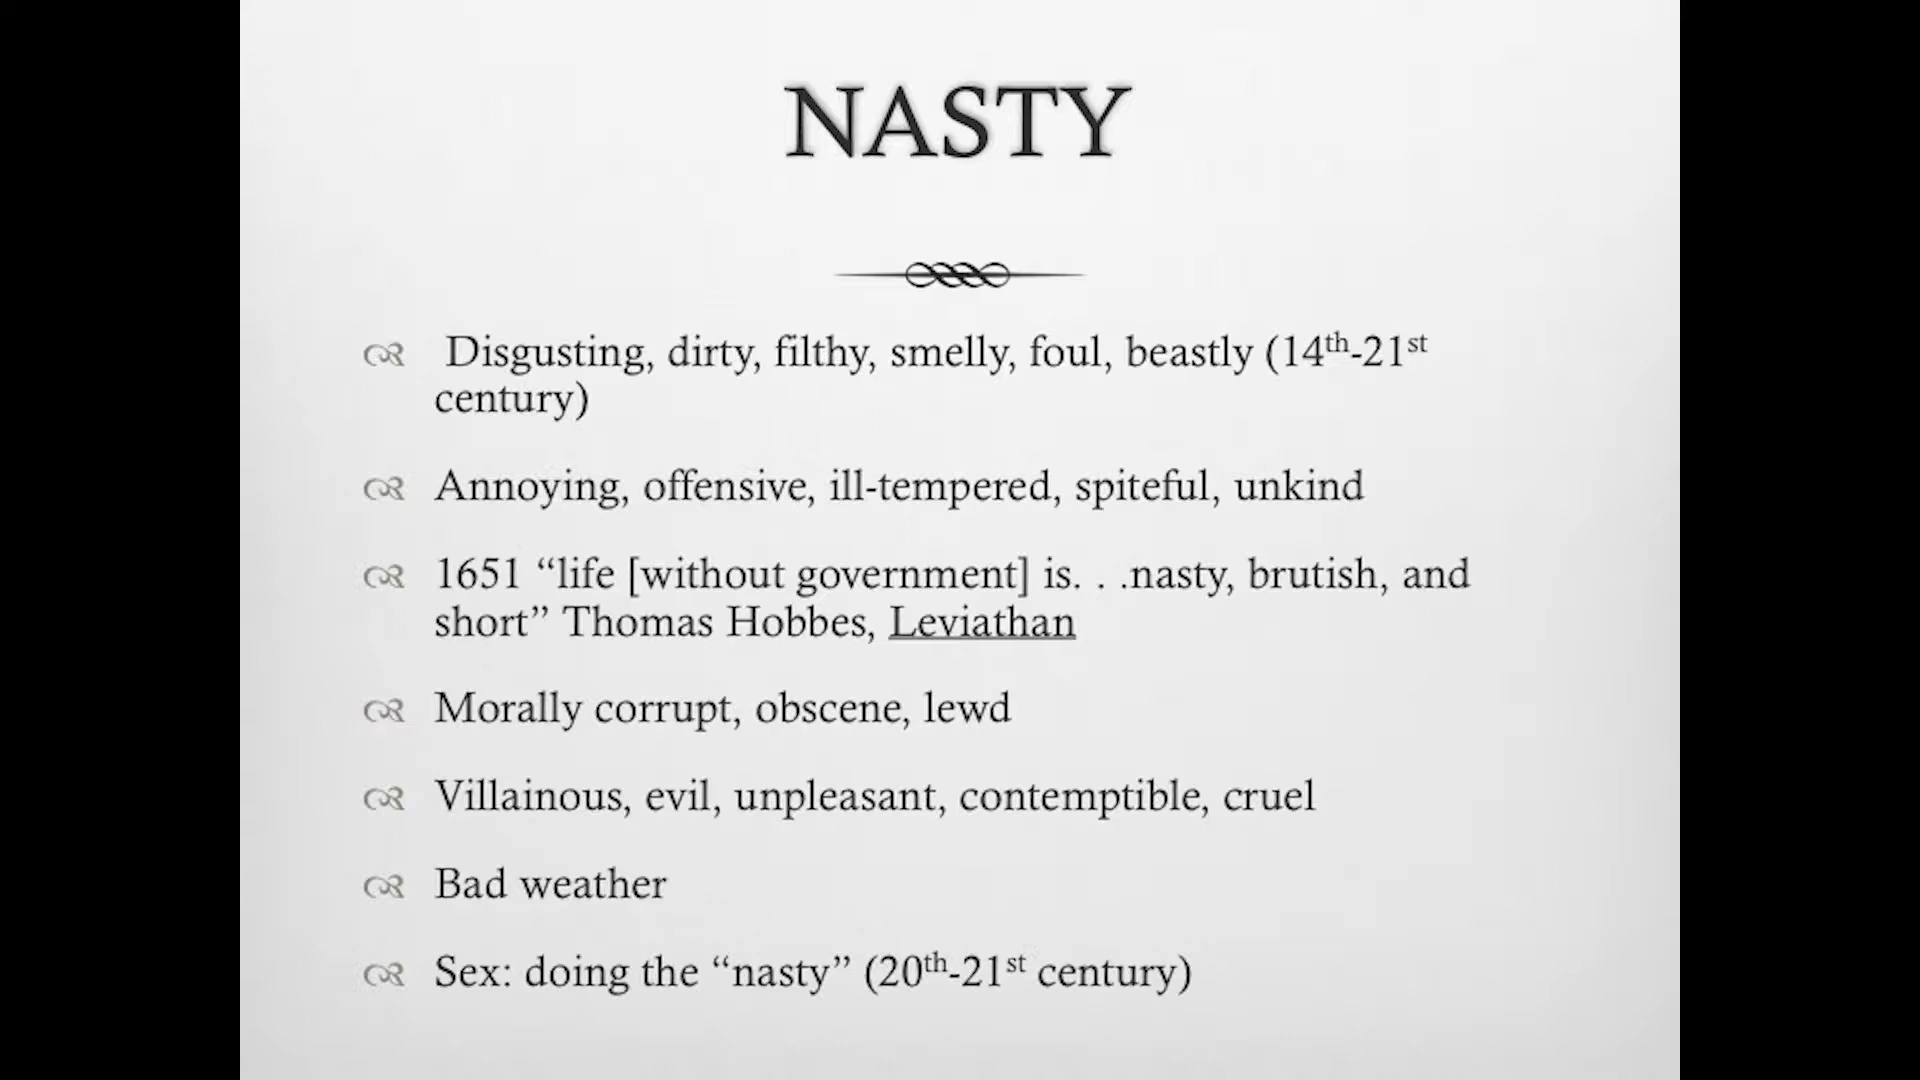 NASTY
Disgusting, dirty, filthy, smelly, foul, beastly (14th-21st
century)
Annoying, offensive, ill-tempered, spiteful, unkind
1651 “life [without government] is. . .nasty, brutish, and
short” Thomas Hobbes, Leviathan
Morally corrupt, obscene, lewd
Villainous, evil, unpleasant, contemptible, cruel
Bad weather
Sex: doing the “nasty” (20th-21st century)